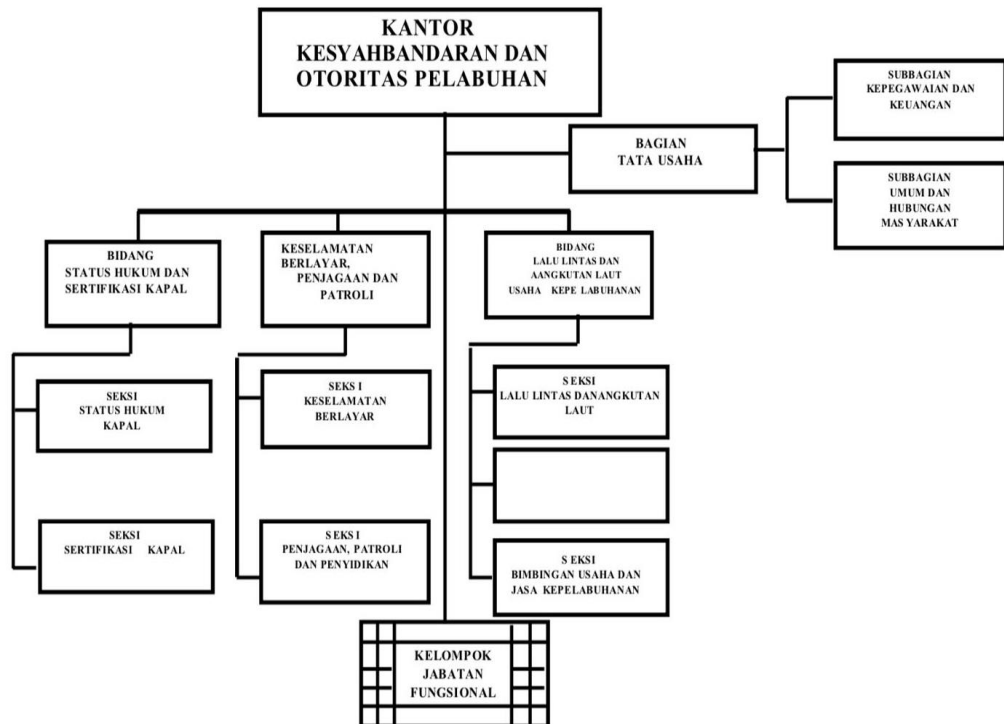 KANTOR
KESYAHBANDARAN DAN
OTORITAS PELABUHAN
SUBBAGIAN
KEPEGAWAIAN DAN
KEUANGAN
BAGIAN
TATA USAHA
SUBBAGIAN
UMUM DAN
HUBUNGAN
MAS YARAKAT
BIDANG
STATUS HUKUM DAN
SERTIFIKASI KAPAL
KESELAMATAN
BERLAYAR,
PENJAGAAN DAN
PATROLI
BIDANG
LALU LINTAS DAN
AANGKUTAN LAUT
USAHA KEPE LABUHANAN
SEKSI
STATUS HUKUM
KAPAL
SEKS I
KESELAMATAN
BERLAYAR
S EKSI
LALU LINTAS DANANGKUTAN
LAUT
SEKSI
SERTIFIKASI KAPAL
S EKS I
PENJAGAAN, PATROLI
DAN PENYIDIKAN
S EKSI
BIMBINGAN USAHA DAN
JASA KEPELABUHANAN
KELOMPOK
JABATAN
FUNGSIONAL